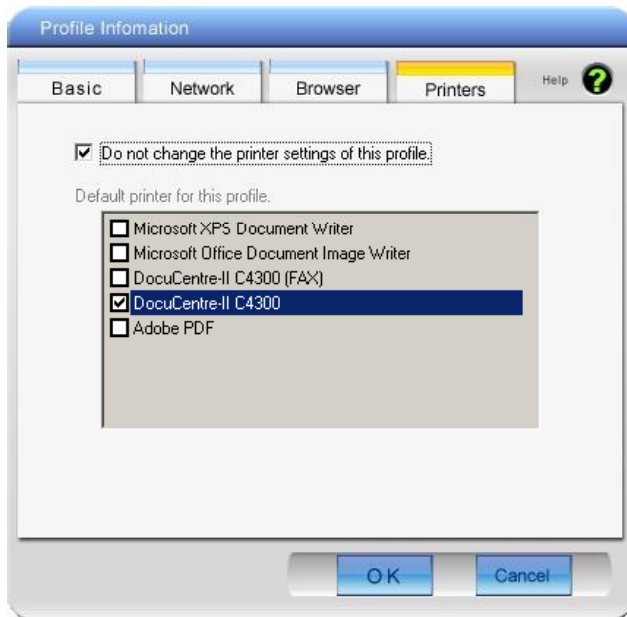 Profile Infomation
Basic
Network
Browser
Printers
Help ?
Do not change the printer settings of this profile.
Default printer for this profile.
Microsoft XPS Document Writer
Microsoft Office Document Image Writer
DocuCentre-II C4300 (FAX)
DocuCentre-II C4300
Adobe PDF
OK
Cancel